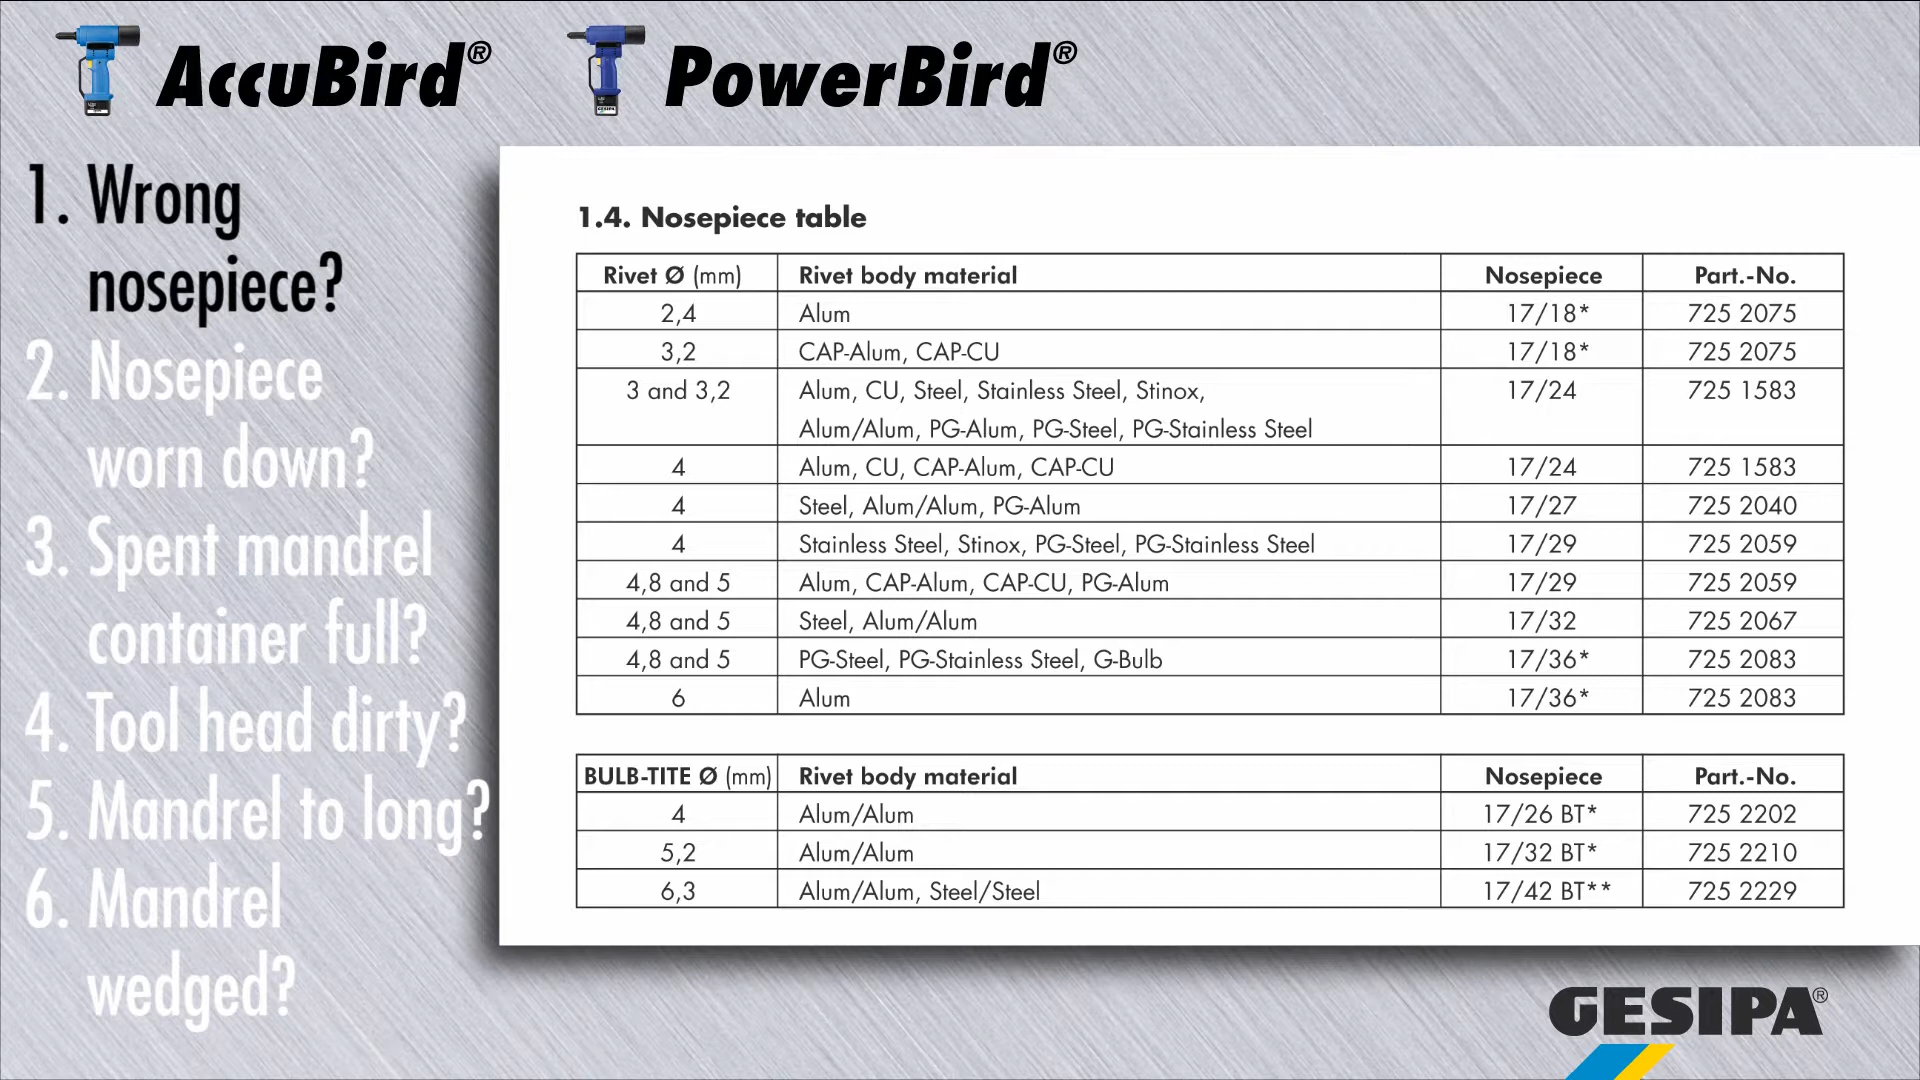 AccuBird® PowerBird®
1. Wrong
nosepiece?
2. Nosepiece
worn down?
3. Spent mandrel
container full?
4. Tool head dirty?
5. Mandrel to long?
6. Mandrel
wedged?
1.4. Nosepiece table
Rivet Ø (mm) Rivet body material Nosepiece Part.-No.
2,4 Alum 17/18* 725 2075
3,2 CAP-Alum, CAP-CU 17/18* 725 2075
3 and 3,2 Alum, CU, Steel, Stainless Steel, Stinox, 17/24 725 1583
Alum/Alum, PG-Alum, PG-Steel, PG-Stainless Steel
4 Alum, CU, CAP-Alum, CAP-CU 17/24 725 1583
4 Steel, Alum/Alum, PG-Alum 17/27 725 2040
4 Stainless Steel, Stinox, PG-Steel, PG-Stainless Steel 17/29 725 2059
4,8 and 5 Alum, CAP-Alum, CAP-CU, PG-Alum 17/29 725 2059
4,8 and 5 Steel, Alum/Alum 17/32 725 2067
4,8 and 5 PG-Steel, PG-Stainless Steel, G-Bulb 17/36* 725 2083
6 Alum 17/36* 725 2083
BULB-TITE Ø (mm) Rivet body material Nosepiece Part.-No.
4 Alum/Alum 17/26 BT* 725 2202
5,2 Alum/Alum 17/32 BT* 725 2210
6,3 Alum/Alum, Steel/Steel 17/42 BT** 725 2229
GESIPA®